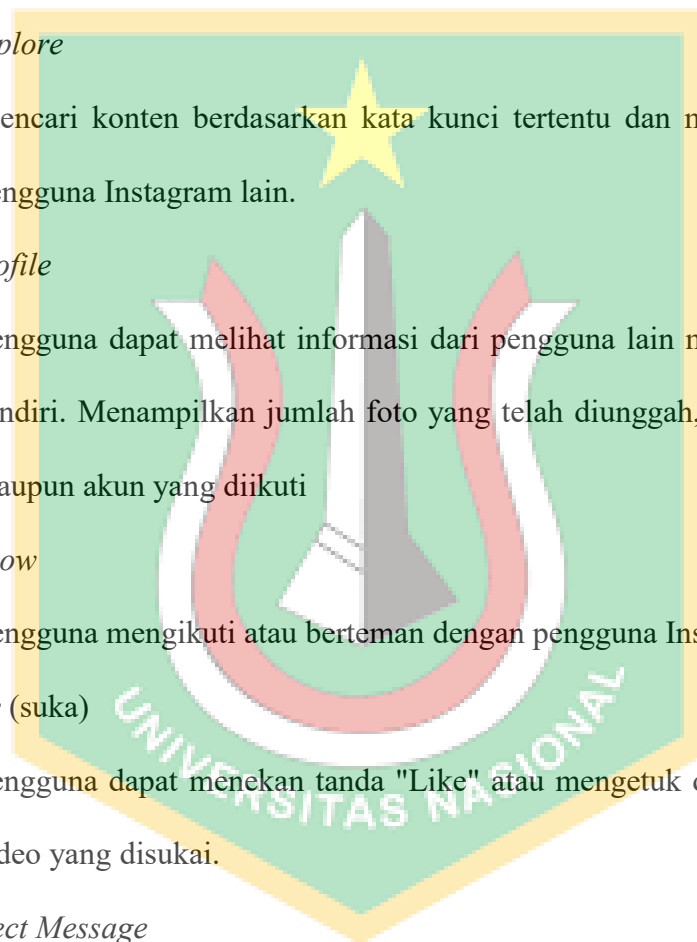 plore
encari konten berdasarkan kata kunci tertentu dan
engguna Instagram lain.
ofile
engguna dapat melihat informasi dari pengguna lain
ndiri. Menampilkan jumlah foto yang telah diunggah,
aupun akun yang diikuti
ow
engguna mengikuti atau berteman dengan pengguna Ins
(suka)
engguna dapat menekan tanda "Like" atau mengetuk
deo yang disukai.
ect Message
UNIVERSITAS NASIONAL